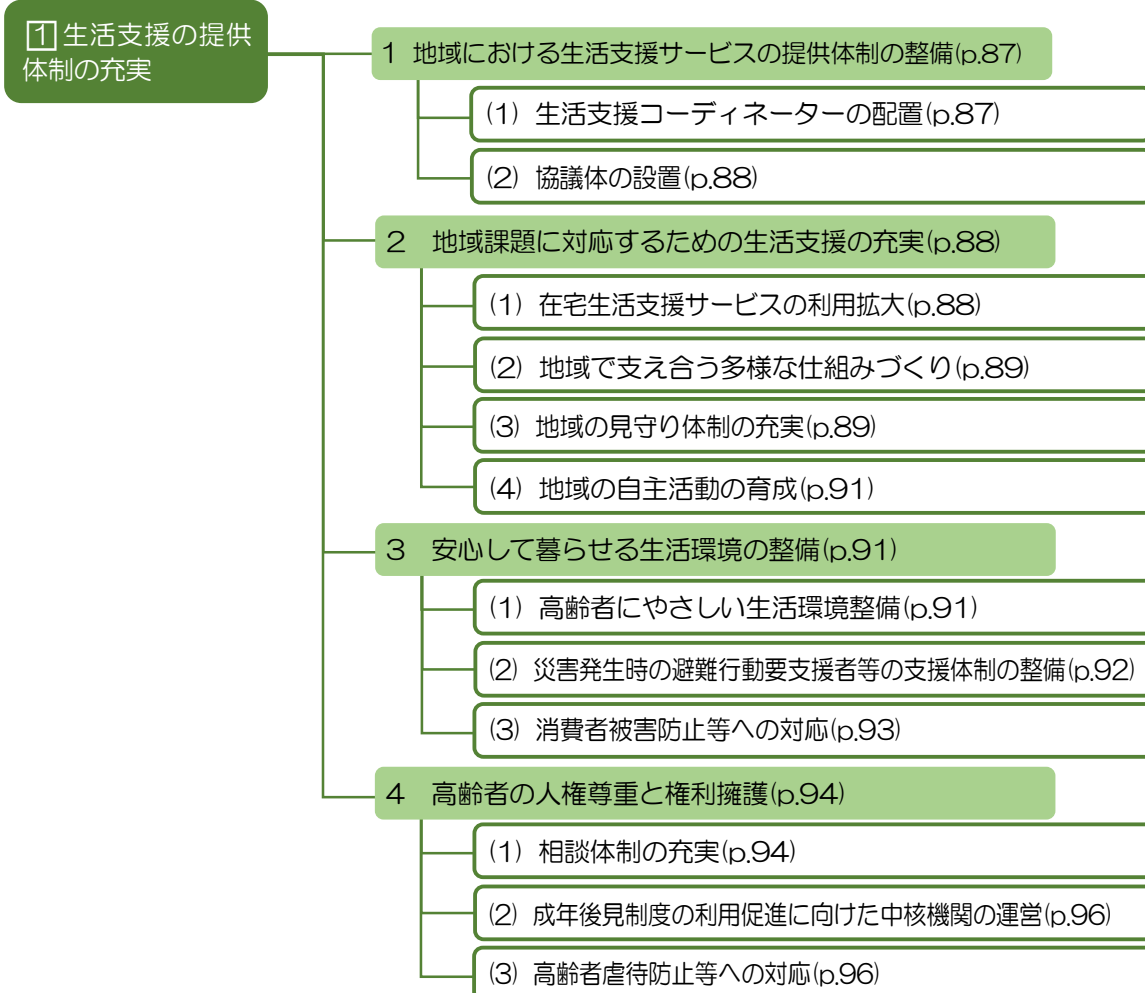 1 生活支援の提供
体制の充実
1 地域における生活支援サービスの提供体制の整備(p.87)
(1) 生活支援コーディネーターの配置(p.87)
(2) 協議体の設置(p.88)
2 地域課題に対応するための生活支援の充実(p.88)
(1) 在宅生活支援サービスの利用拡大(p.88)
(2) 地域で支え合う多様な仕組みづくり(p.89)
(3) 地域の見守り体制の充実(p.89)
(4) 地域の自主活動の育成(p.91)
3 安心して暮らせる生活環境の整備(p.91)
(1) 高齢者にやさしい生活環境整備(p.91)
(2) 災害発生時の避難行動要支援者等の支援体制の整備(p.92)
(3) 消費者被害防止等への対応(p.93)
4 高齢者の人権尊重と権利擁護(p.94)
(1) 相談体制の充実(p.94)
(2) 成年後見制度の利用促進に向けた中核機関の運営(p.96)
(3) 高齢者虐待防止等への対応(p.96)